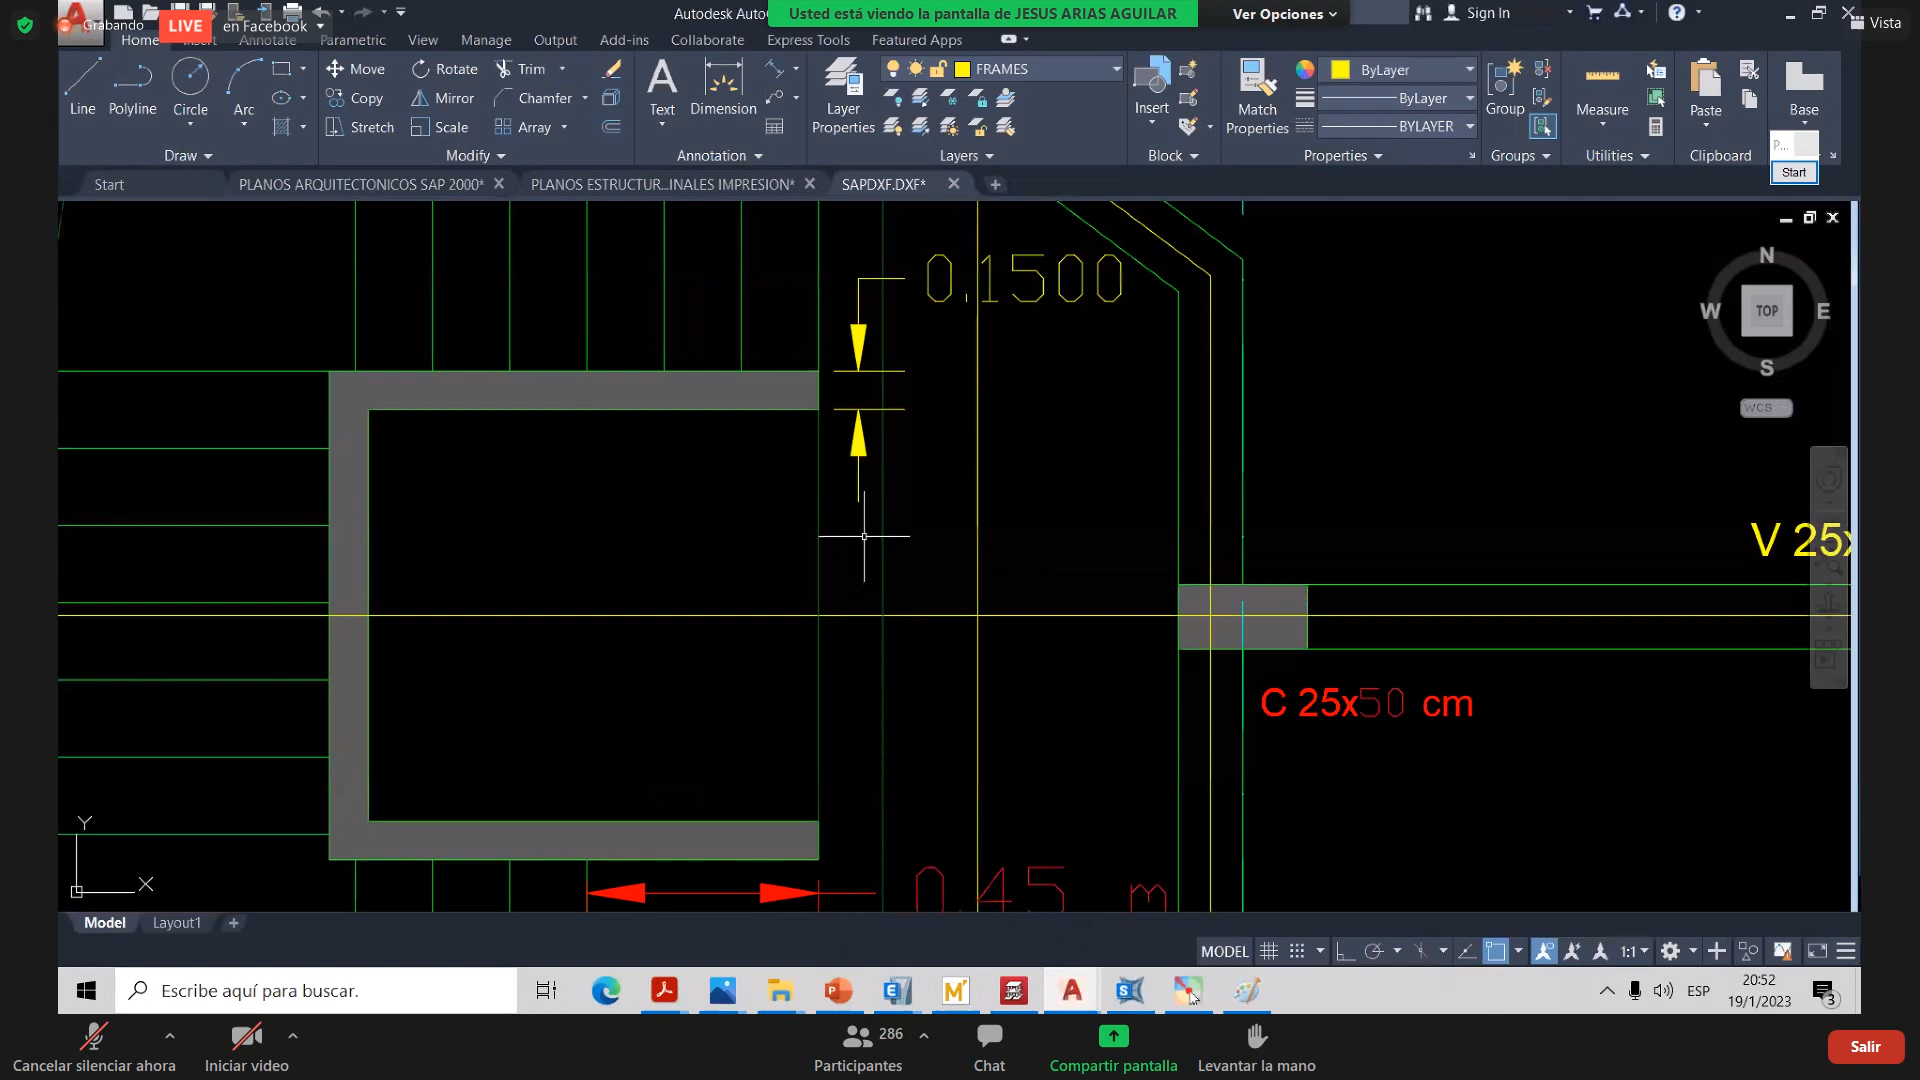 Grabando LIVE en Facebook
Autodesk Auto
Usted está viendo la pantalla de JESUS ARIAS AGUILAR
Ver Opciones
Sign In
Vista
Home Insert Annotate Parametric View Manage Output Add-ins Collaborate Express Tools Featured Apps
Move Rotate Trim
FRAMES
ByLayer
Line Polyline Circle Arc
Copy Mirror Chamfer
Text Dimension
Layer Properties
Insert
Match Properties
ByLayer
Group Measure Paste Base
Stretch Scale Array
BYLAYER
Draw Modify Annotation Layers Block Properties Groups Utilities Clipboard
P...
Start
Start
PLANOS ARQUITECTONICOS SAP 2000*
PLANOS ESTRUCTUR...INALES IMPRESION*
SAPDXF.DXF*
0,1500
N
W TOP E
S
WCS
V 25x
C 25x50 cm
0,45 m
Y
X
Model Layout1
MODEL 1:1
Escribe aquí para buscar.
ESP
20:52
19/1/2023
3
286
Cancelar silenciar ahora
Iniciar video
Participantes
Chat
Compartir pantalla
Levantar la mano
Salir